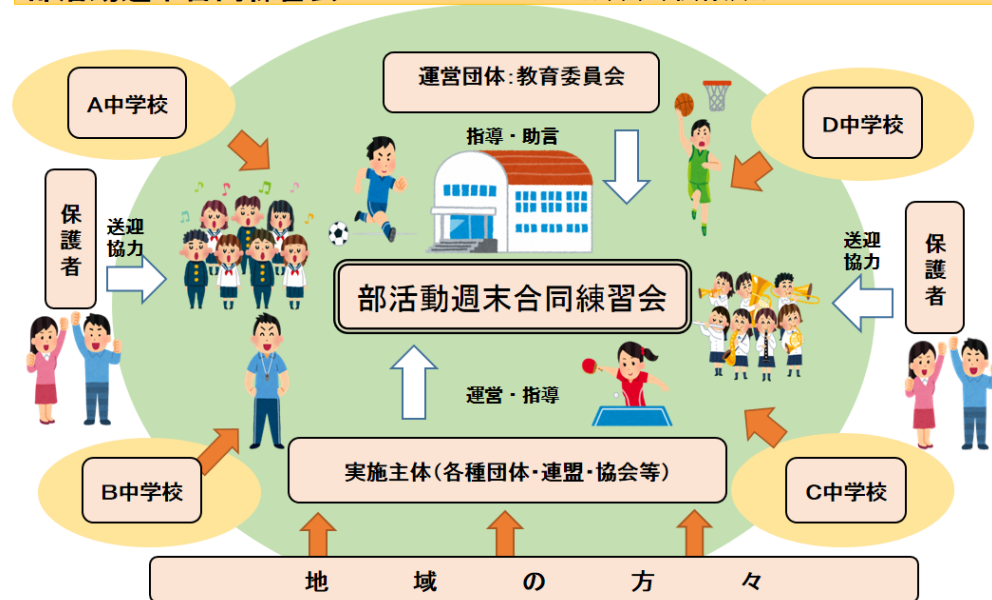 運営団体:教育委員会
A中学校
D中学校
指導・助言
保護者
送迎
協力
送迎
協力
保護者
部活動週末合同練習会
運営・指導
実施主体(各種団体・連盟・協会等)
B中学校
C中学校
地域の方々